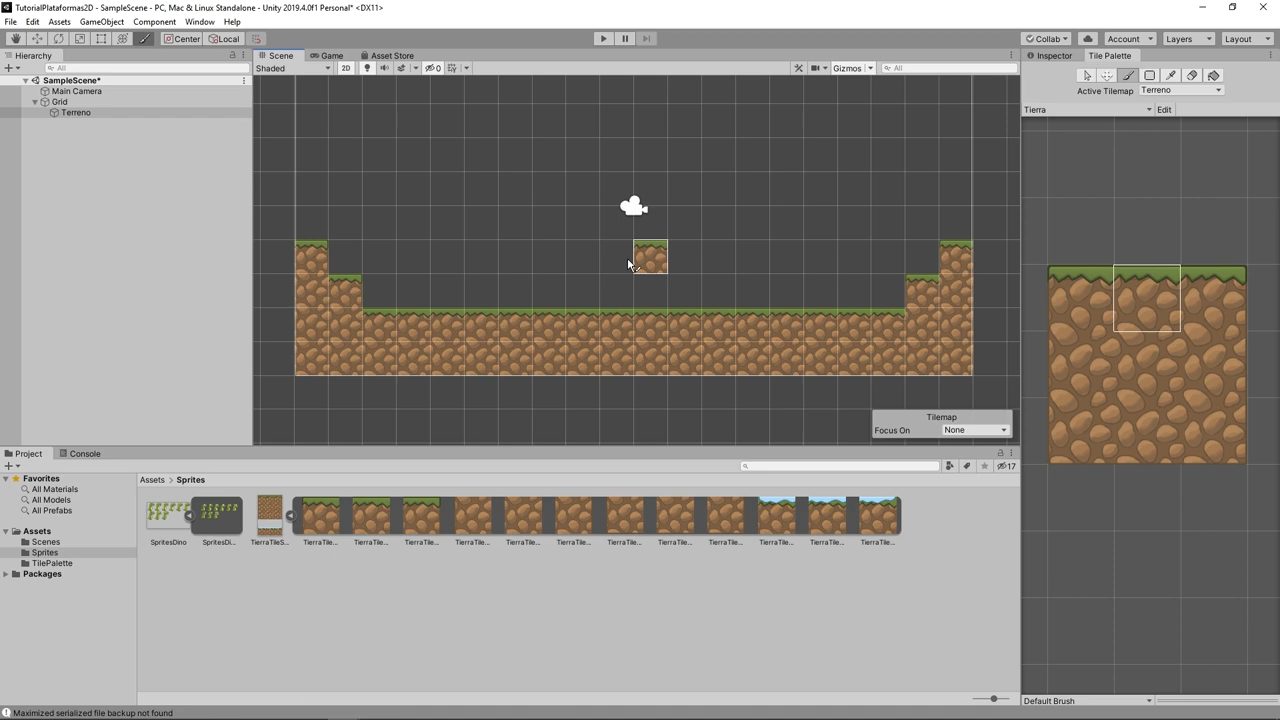 TutorialPlataformas2D - SampleScene - PC, Mac & Linux Standalone - Unity 2019.4.0f1 Personal* <DX11>
File Edit Assets GameObject Component Window Help
Center Local Collab Account Layers Layout
Hierarchy Scene Game Asset Store Inspector Tile Palette
All Shaded 2D 0 Gizmos All
SampleScene*
Main Camera
Grid
Terreno
Active Tilemap Terreno
Tierra Edit
Tilemap
Focus On None
Project Console
17
Favorites
All Materials
All Models
All Prefabs
Assets
Scenes
Sprites
TilePalette
Packages
Assets > Sprites
SpritesDino SpritesDi... TierraTileS... TierraTile... TierraTile... TierraTile... TierraTile... TierraTile... TierraTile... TierraTile... TierraTile... TierraTile... TierraTile... TierraTile... TierraTile...
Default Brush
Maximized serialized file backup not found